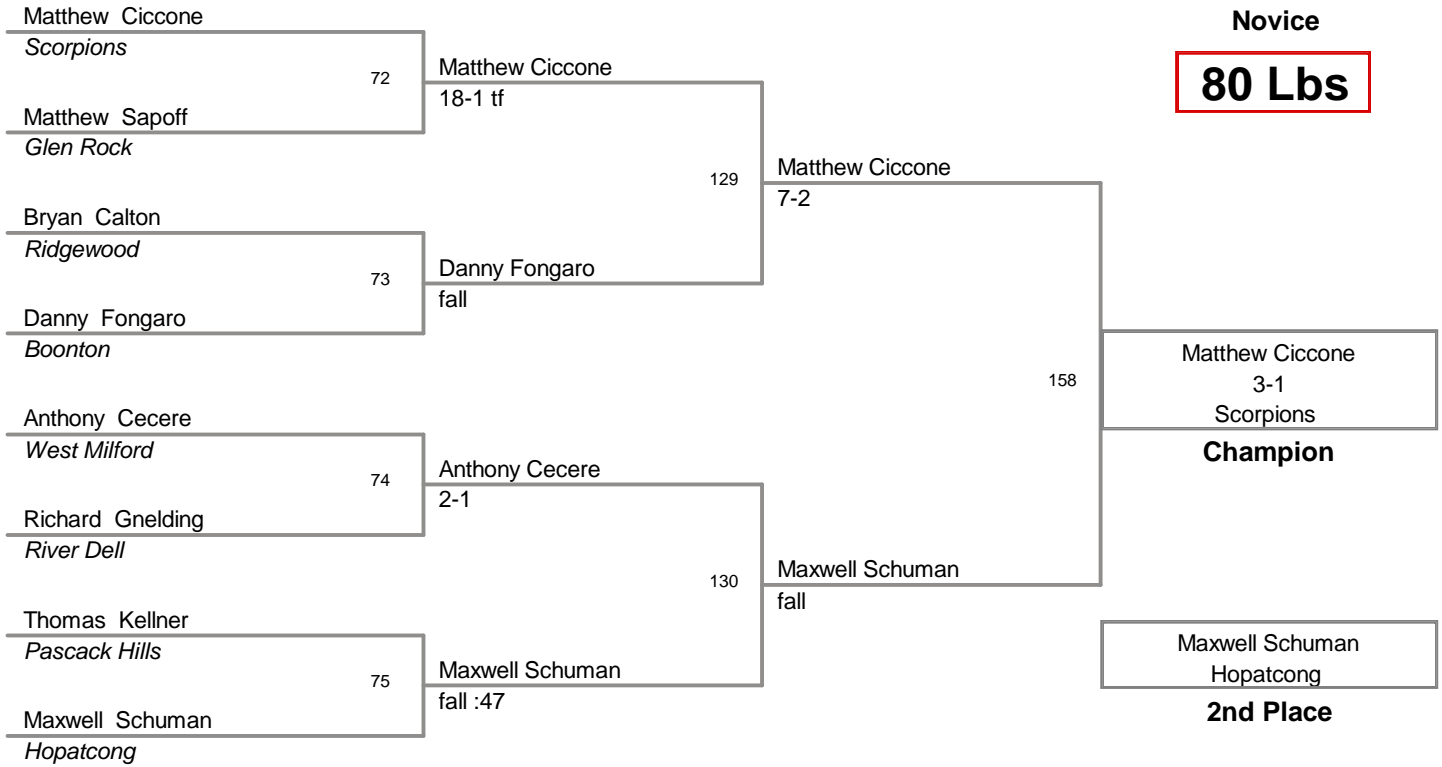 Matthew Ciccone
Scorpions
72
Matthew Sapoff
Glen Rock
Bryan Calton
Ridgewood
73
Danny Fongaro
Boonton
Anthony Cecere
West Milford
74
Richard Gnelding
River Dell
Thomas Kellner
Pascack Hills
75
Maxwell Schuman
Hopatcong
Matthew Ciccone
18-1 tf
129
Danny Fongaro
fall
Anthony Cecere
2-1
130
Maxwell Schuman
fall :47
Matthew Ciccone
7-2
158
Maxwell Schuman
fall
Novice
80 Lbs
Matthew Ciccone
3-1
Scorpions
Champion
Maxwell Schuman
Hopatcong
2nd Place